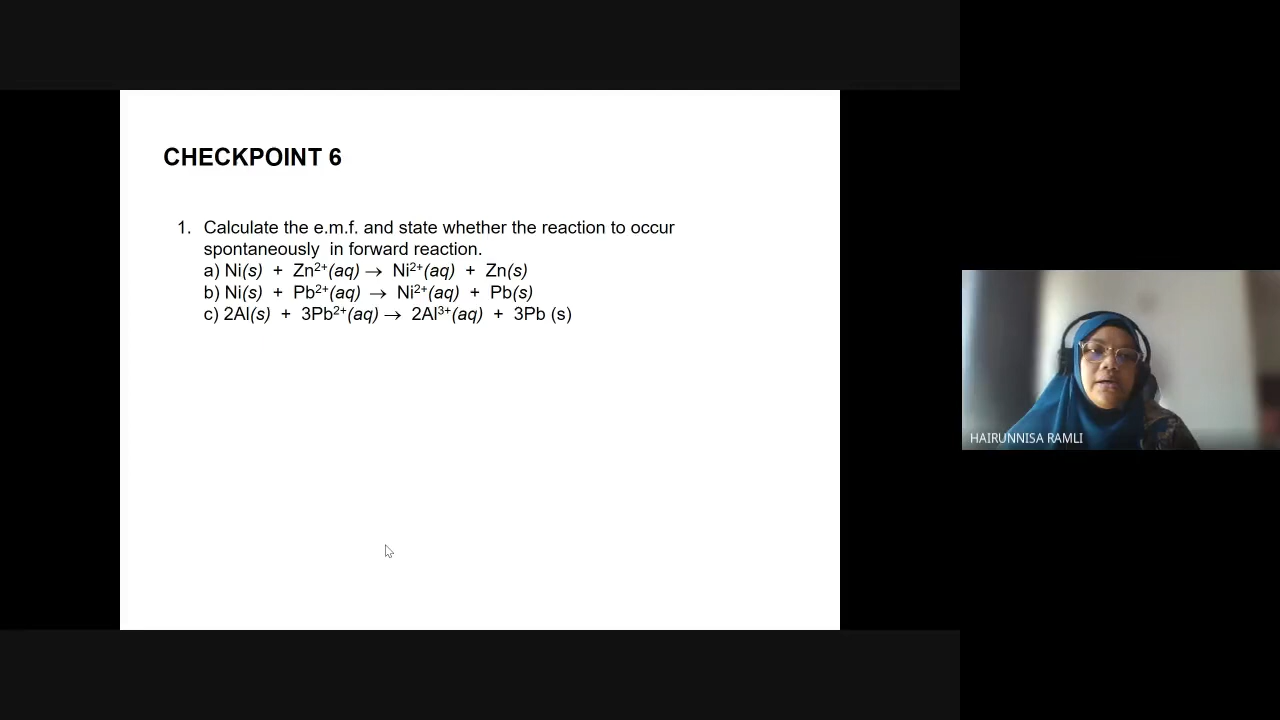 CHECKPOINT 6
1. Calculate the e.m.f. and state whether the reaction to occur
spontaneously in forward reaction.
a) Ni(s) + Zn²⁺(aq) → Ni²⁺(aq) + Zn(s)
b) Ni(s) + Pb²⁺(aq) → Ni²⁺(aq) + Pb(s)
c) 2Al(s) + 3Pb²⁺(aq) → 2Al³⁺(aq) + 3Pb (s)
HAIRUNNISA RAMLI